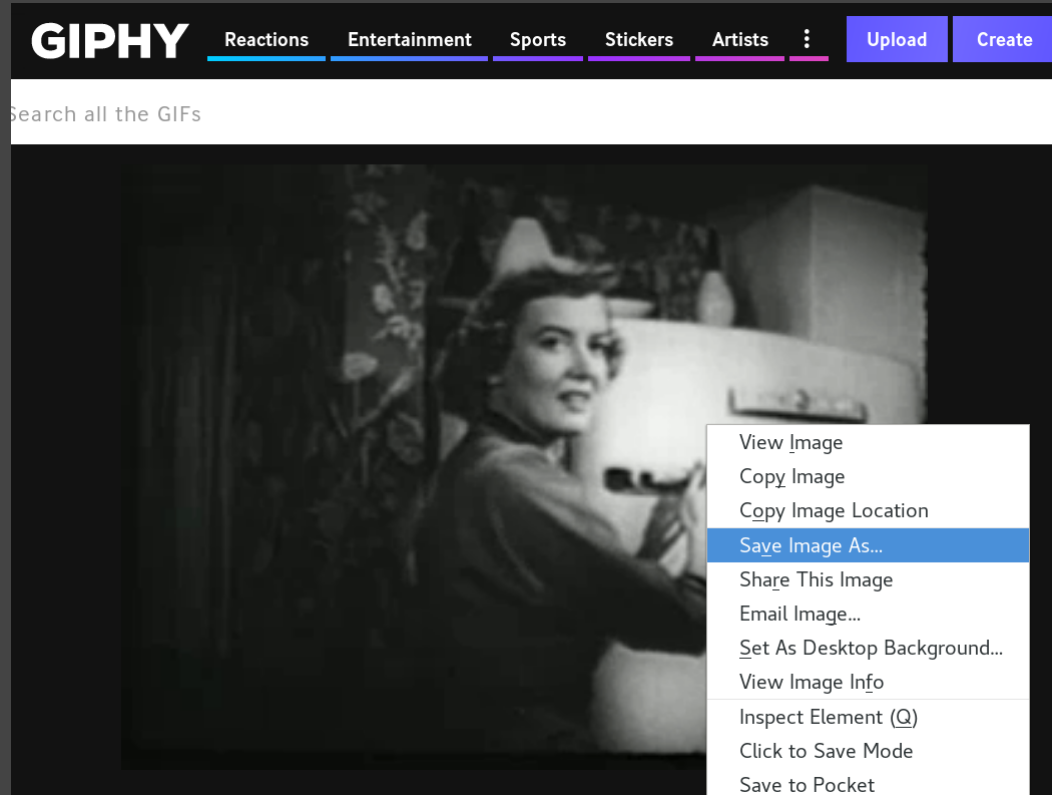 GIPHY Reactions Entertainment Sports Stickers Artists Upload Create
Search all the GIFs
View Image
Copy Image
Copy Image Location
Save Image As...
Share This Image
Email Image...
Set As Desktop Background...
View Image Info
Inspect Element (Q)
Click to Save Mode
Save to Pocket